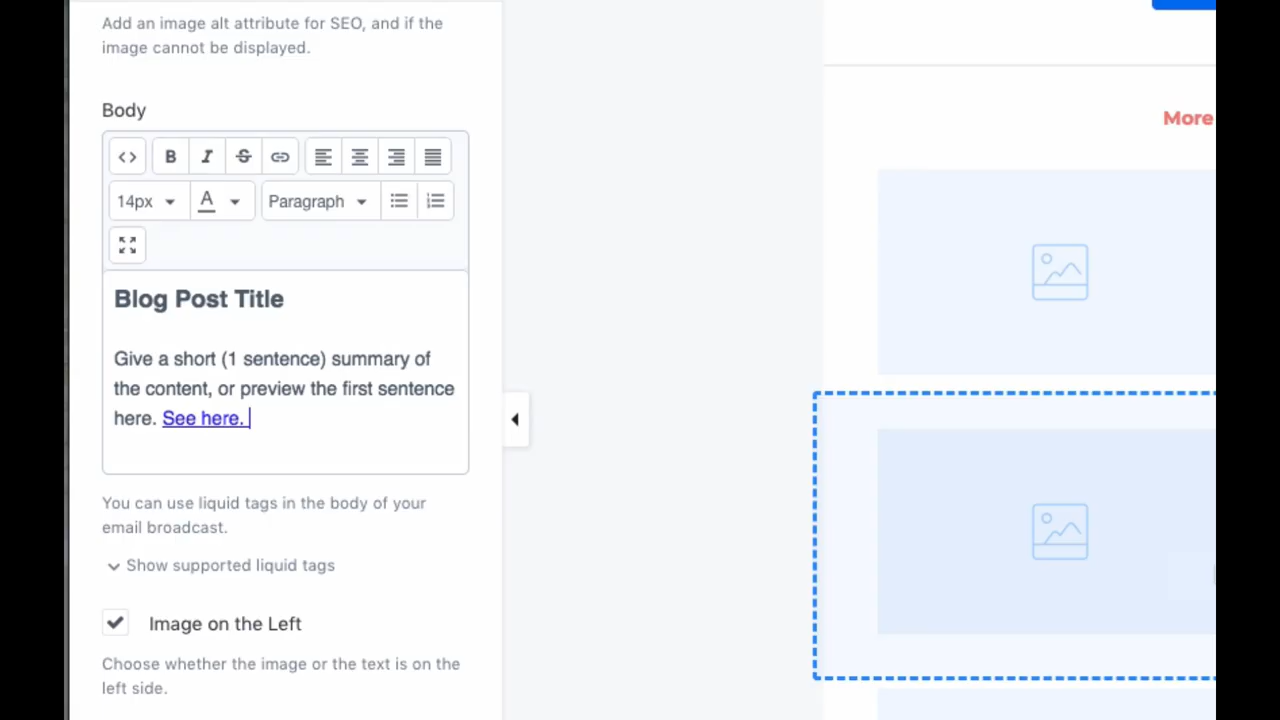 Add an image alt attribute for SEO, and if the
image cannot be displayed.
Body
B I S
14px A Paragraph
Blog Post Title
Give a short (1 sentence) summary of
the content, or preview the first sentence
here. See here.
You can use liquid tags in the body of your
email broadcast.
Show supported liquid tags
Image on the Left
Choose whether the image or the text is on the
left side.
More